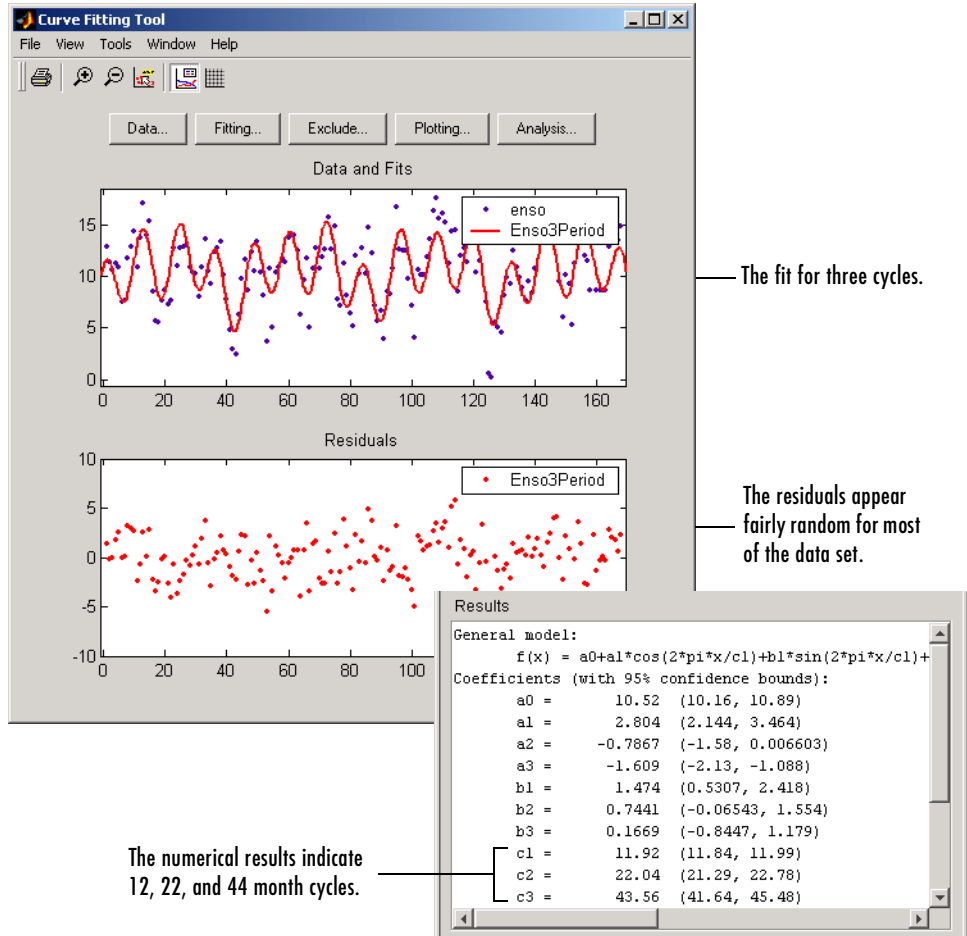 Curve Fitting Tool
File View Tools Window Help
Data... Fitting... Exclude... Plotting... Analysis...
Data and Fits
enso
Enso3Period
15
10
5
0
0 20 40 60 80 100 120 140 160
The fit for three cycles.
Residuals
Enso3Period
10
5
0
-5
-10
0 20 40 60 80 100
The residuals appear
fairly random for most
of the data set.
Results
General model:
f(x) = a0+a1*cos(2*pi*x/c1)+b1*sin(2*pi*x/c1)+
Coefficients (with 95% confidence bounds):
a0 = 10.52 (10.16, 10.89)
a1 = 2.804 (2.144, 3.464)
a2 = -0.7867 (-1.58, 0.006603)
a3 = -1.609 (-2.13, -1.088)
b1 = 1.474 (0.5307, 2.418)
b2 = 0.7441 (-0.06543, 1.554)
b3 = 0.1669 (-0.8447, 1.179)
c1 = 11.92 (11.84, 11.99)
c2 = 22.04 (21.29, 22.78)
c3 = 43.56 (41.64, 45.48)
The numerical results indicate
12, 22, and 44 month cycles.